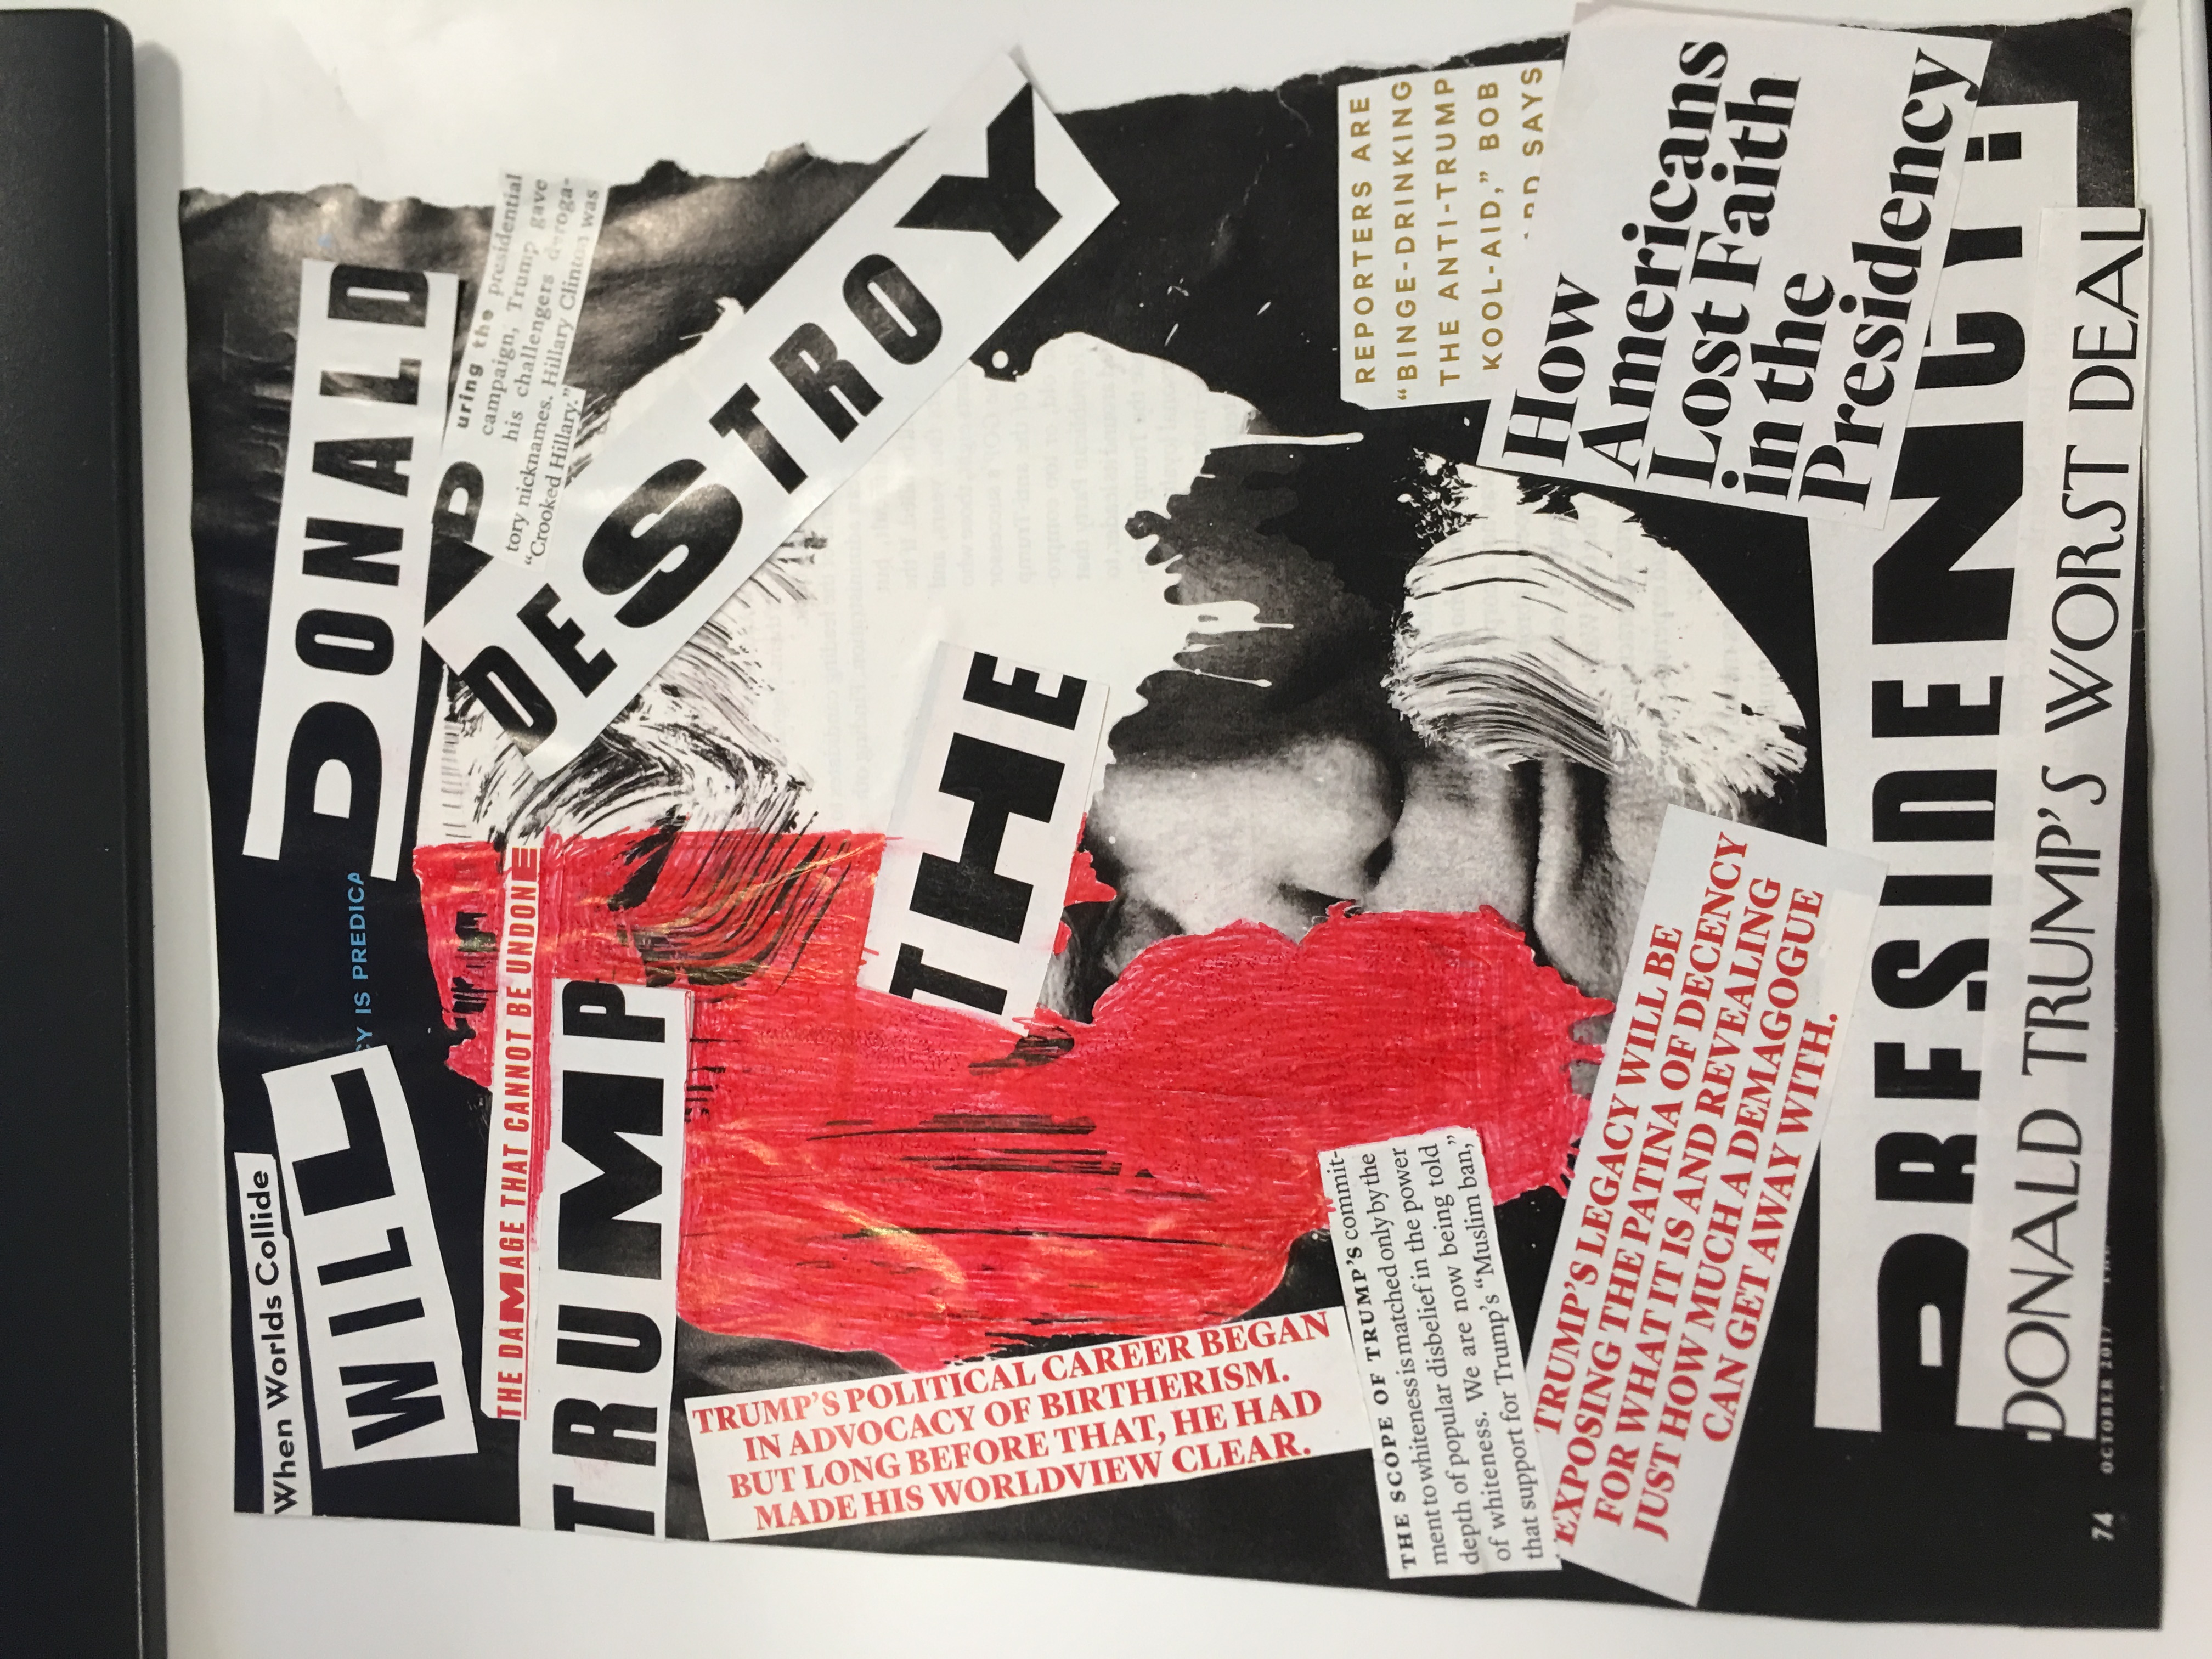 When Worlds Collide
WILL
CY IS PREDICA
DONALD
THE DAMAGE THAT CANNOT BE UNDONE
TRUMP
During the presidential
campaign, Trump gave
his challengers deroga-
tory nicknames. Hillary Clinton was
“Crooked Hillary.”
DESTROY
THE
TRUMP’S POLITICAL CAREER BEGAN
IN ADVOCACY OF BIRTHERISM.
BUT LONG BEFORE THAT, HE HAD
MADE HIS WORLDVIEW CLEAR.
THE SCOPE OF TRUMP’S commit-
ment to whiteness is matched only by the
depth of popular disbelief in the power
of whiteness. We are now being told
that support for Trump’s “Muslim ban,”
REPORTERS ARE
“BINGE-DRINKING
THE ANTI-TRUMP
KOOL-AID,” BOB
RD SAYS
How
Americans
Lost Faith
in the
Presidency
TRUMP’S LEGACY WILL BE
EXPOSING THE PATINA OF DECENCY
FOR WHAT IT IS AND REVEALING
JUST HOW MUCH A DEMAGOGUE
CAN GET AWAY WITH.
PRESIDENCY?
DONALD TRUMP’S WORST DEAL
74 OCTOBER 2017